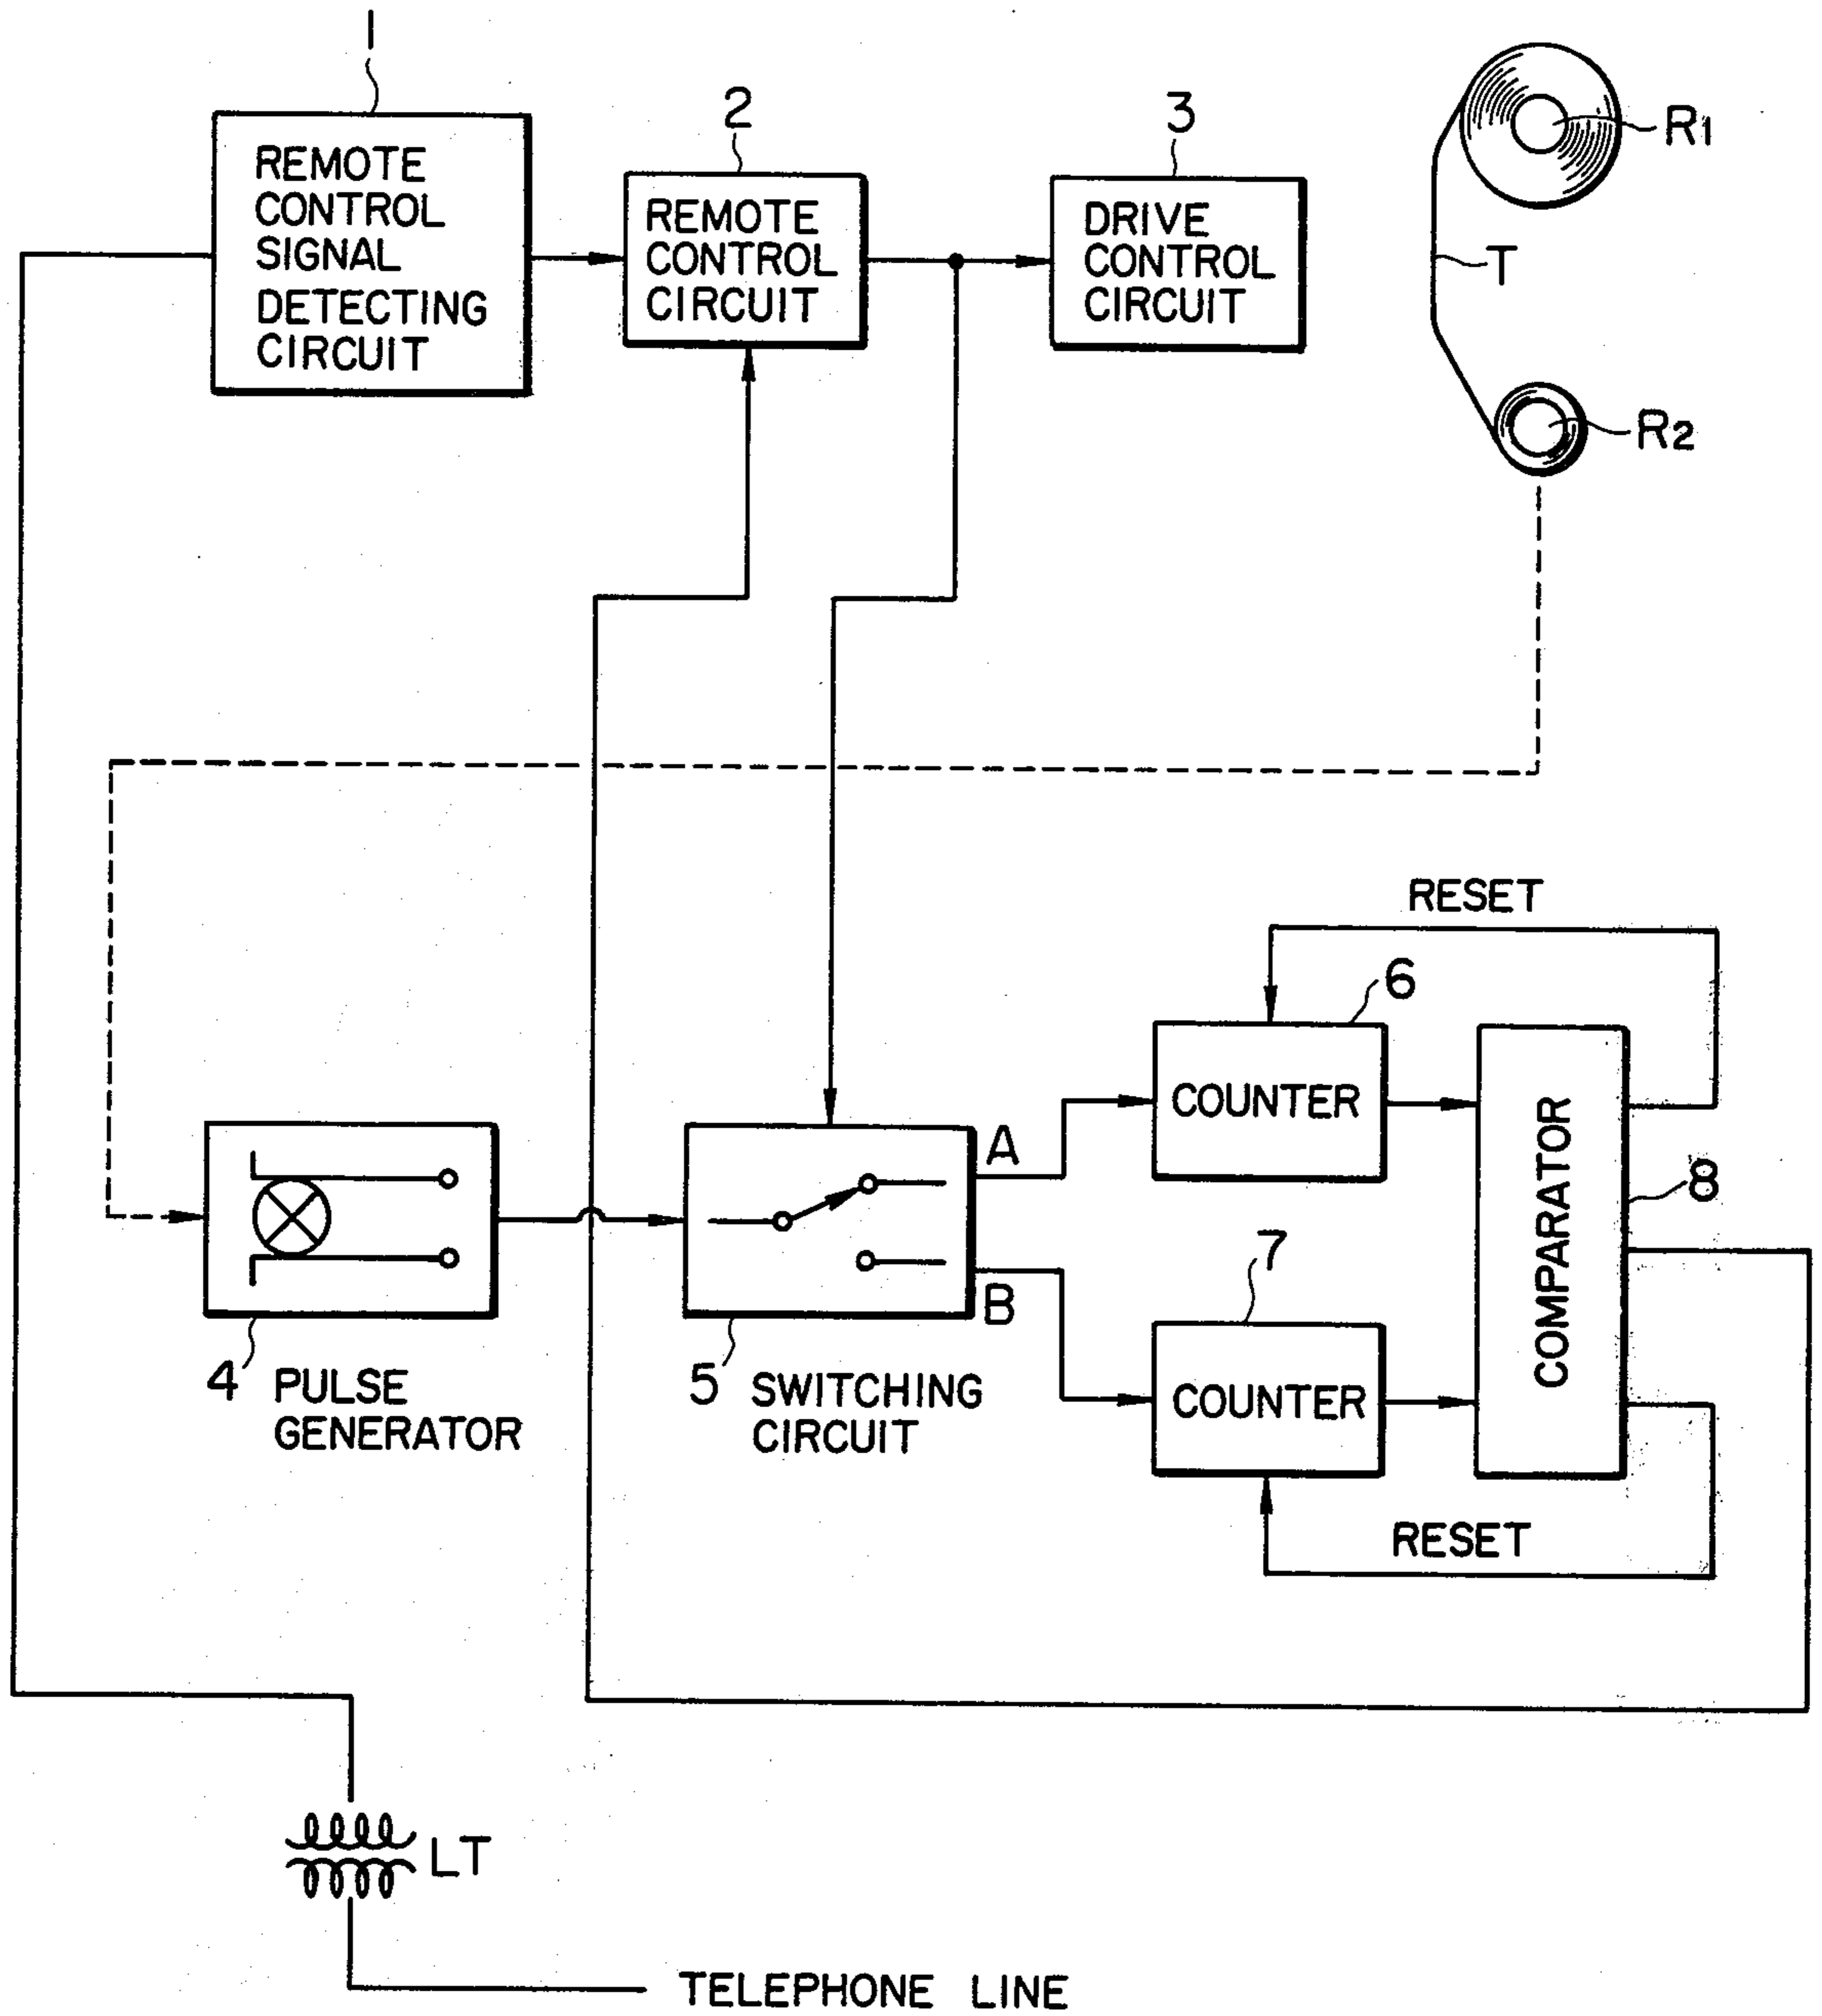 1
REMOTE
CONTROL
SIGNAL
DETECTING
CIRCUIT
2
REMOTE
CONTROL
CIRCUIT
3
DRIVE
CONTROL
CIRCUIT
R1
T
R2
RESET
6
COUNTER
A
B
7
COUNTER
COMPARATOR
8
RESET
4 PULSE
GENERATOR
5 SWITCHING
CIRCUIT
LT
TELEPHONE LINE